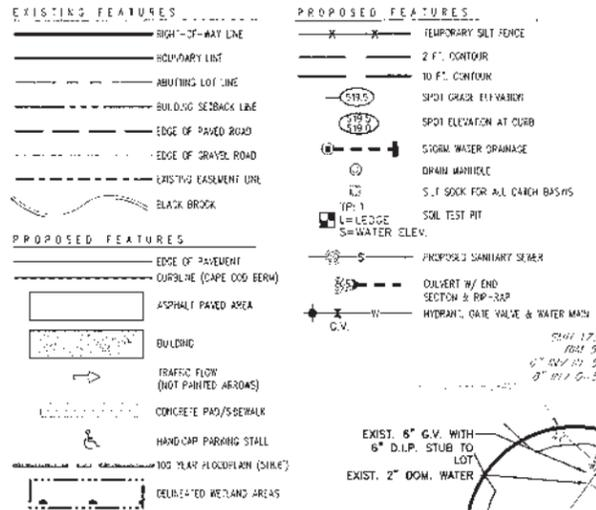 EXISTING FEATURES
RIGHT-OF-WAY LINE
BOUNDARY LINE
ABUTTING LOT LINE
BUILDING SETBACK LINE
EDGE OF PAVED ROAD
EDGE OF GRAVEL ROAD
EXISTING EASEMENT LINE
BLACK BROOK
PROPOSED FEATURES
EDGE OF PAVEMENT
CURBLINE (CAPE COD BERM)
ASPHALT PAVED AREA
BUILDING
TRAFFIC FLOW
(NOT PAINTED ARROWS)
CONCRETE PAD/SIDEWALK
HANDICAP PARKING STALL
100 YEAR FLOODPLAIN (518.6')
DELINEATED WETLAND AREAS
PROPOSED FEATURES
X X TEMPORARY SILT FENCE
2 FT. CONTOUR
10 FT. CONTOUR
519.5 SPOT GRADE ELEVATION
519.5
519.0 SPOT ELEVATION AT CURB
STORM WATER DRAINAGE
DRAIN MANHOLE
SILT SOCK FOR ALL CATCH BASINS
L=LEDGE
S=WATER ELEV.
SOIL TEST PIT
S PROPOSED SANITARY SEWER
CULVERT W/ END
SECTION & RIP-RAP
W HYDRANT, GATE VALVE & WATER MAIN
G.V.
EXIST. 6" G.V. WITH
6" D.I.P. STUB TO
LOT
EXIST. 2" DOM. WATER